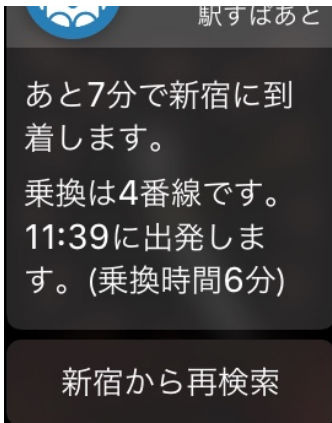 駅すぱあと
あと7分で新宿に到
着します。
乗換は4番線です。
11:39に出発しま
す。(乗換時間6分)
新宿から再検索